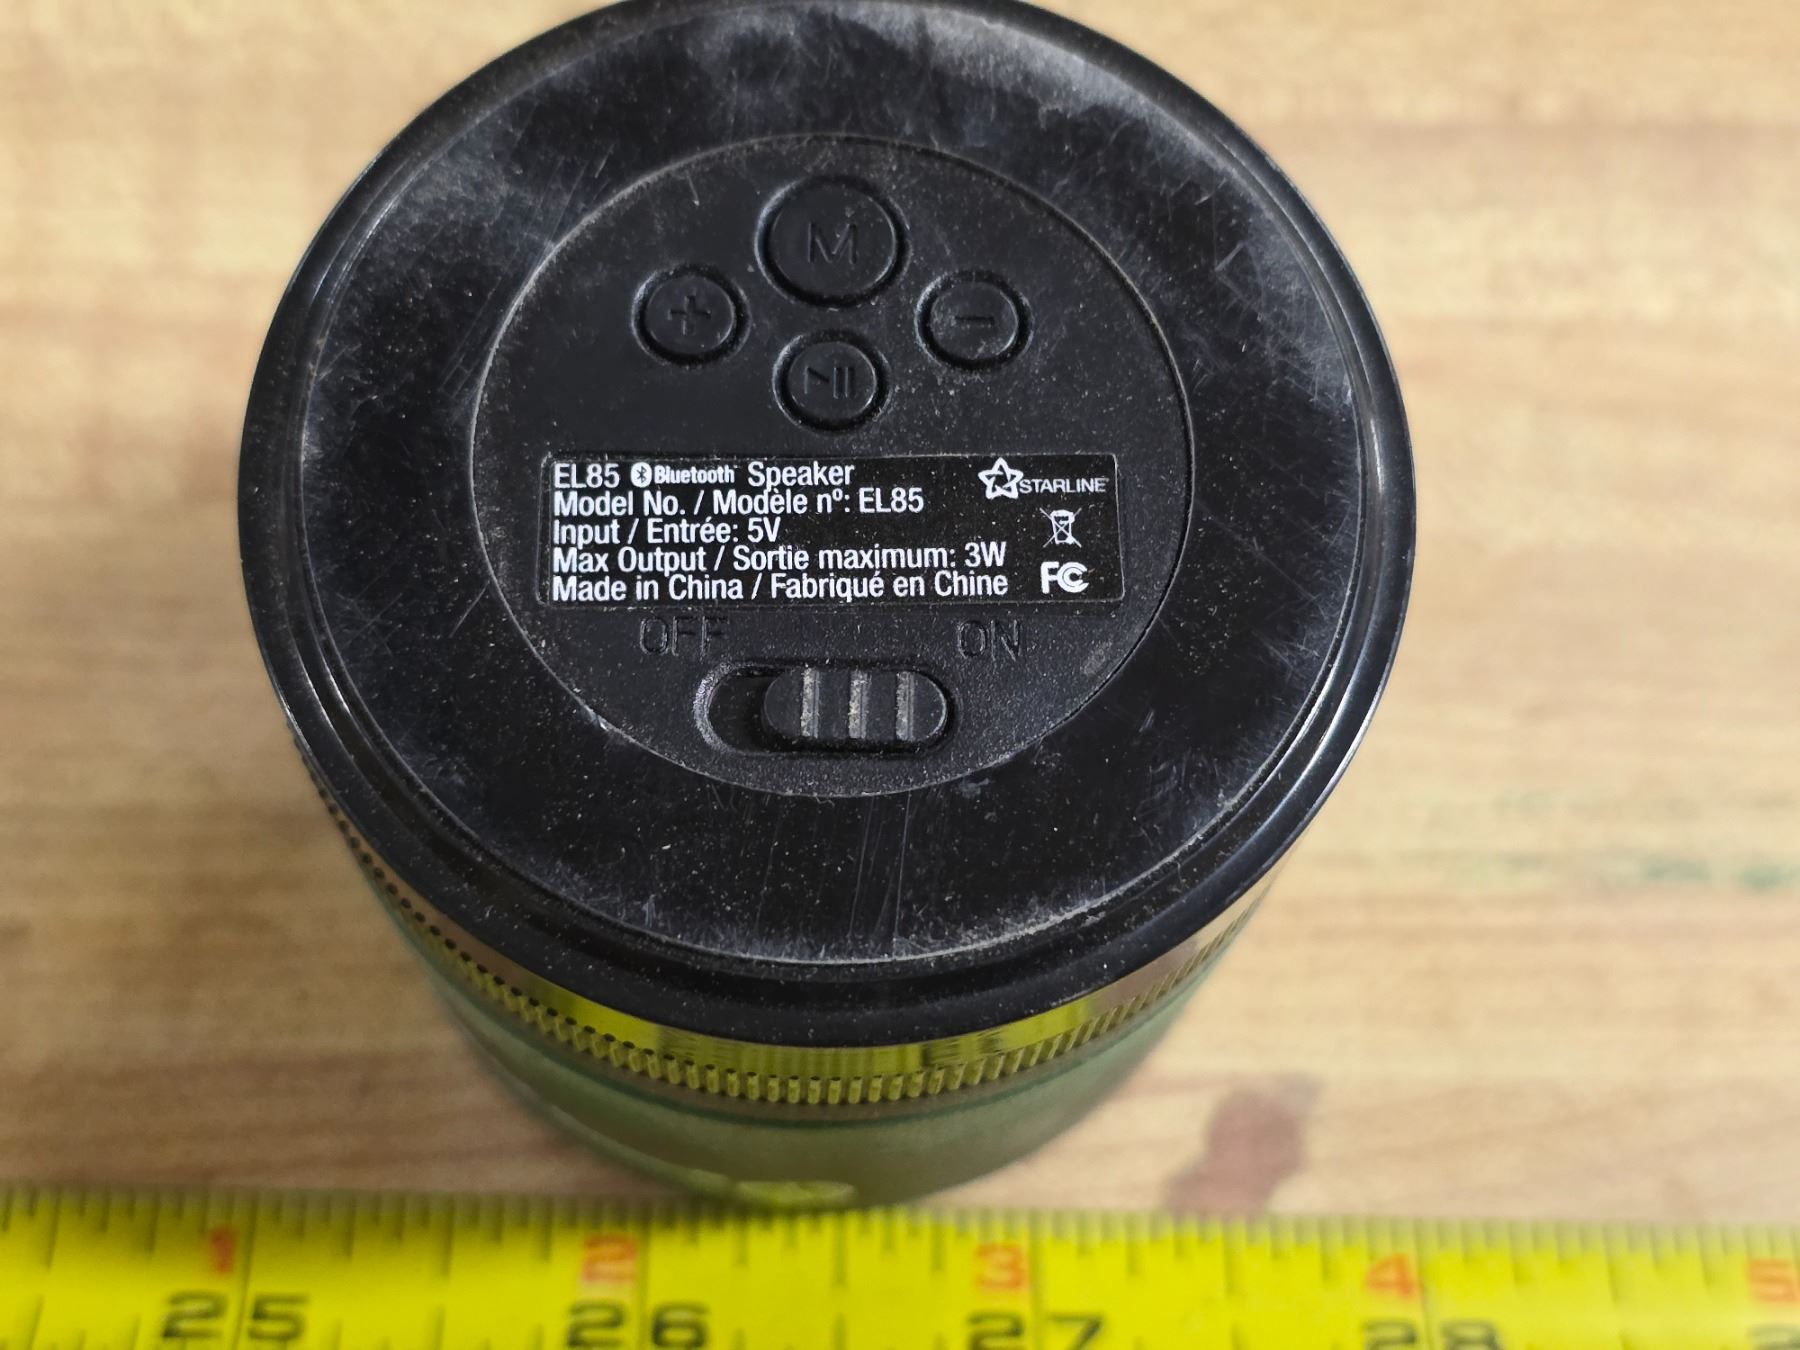 M
+ -
EL85 Bluetooth Speaker
STARLINE
Model No. / Modèle nº: EL85
Input / Entrée: 5V
Max Output / Sortie maximum: 3W
Made in China / Fabriqué en Chine
FC
OFF ON
1 2 3 4 5
25 26 27 28